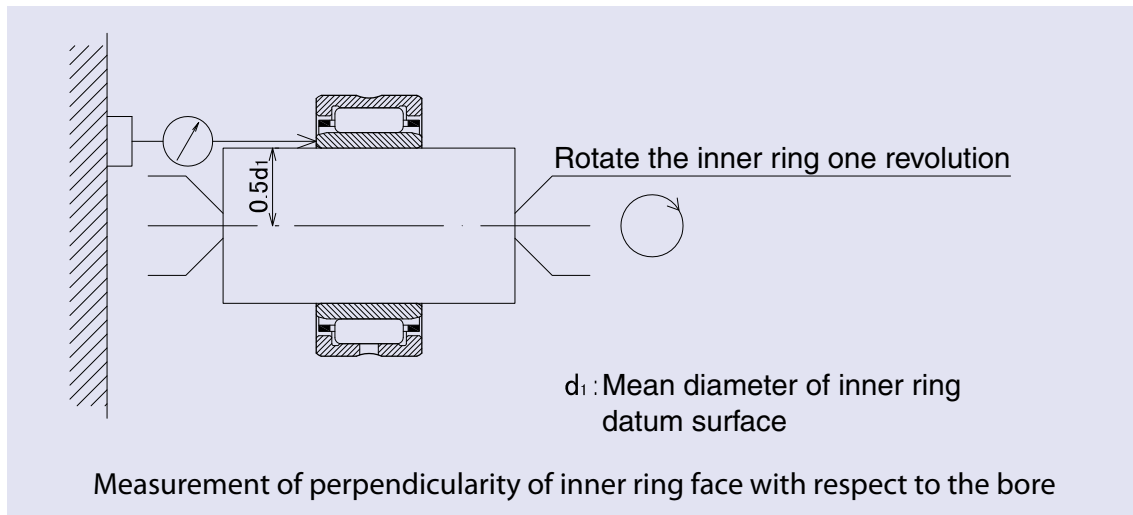 Rotate the inner ring one revolution
0.5d₁
d₁ : Mean diameter of inner ring
datum surface
Measurement of perpendicularity of inner ring face with respect to the bore